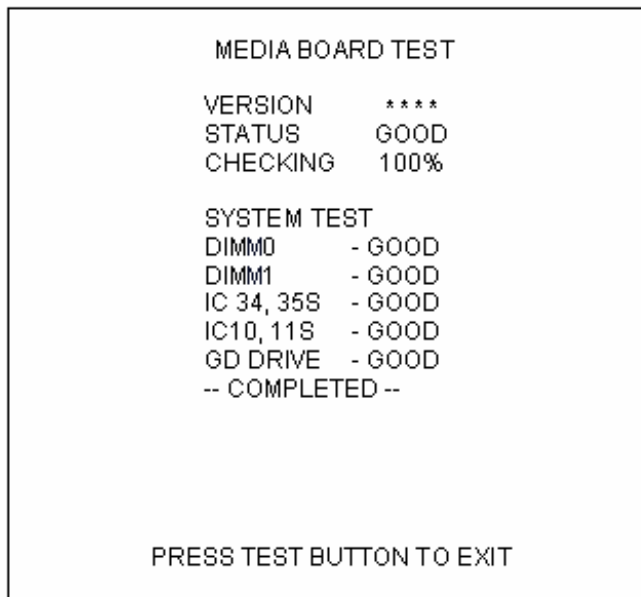 MEDIA BOARD TEST
VERSION ****
STATUS GOOD
CHECKING 100%
SYSTEM TEST
DIMM0 - GOOD
DIMM1 - GOOD
IC 34, 35S - GOOD
IC10, 11S - GOOD
GD DRIVE - GOOD
-- COMPLETED --
PRESS TEST BUTTON TO EXIT